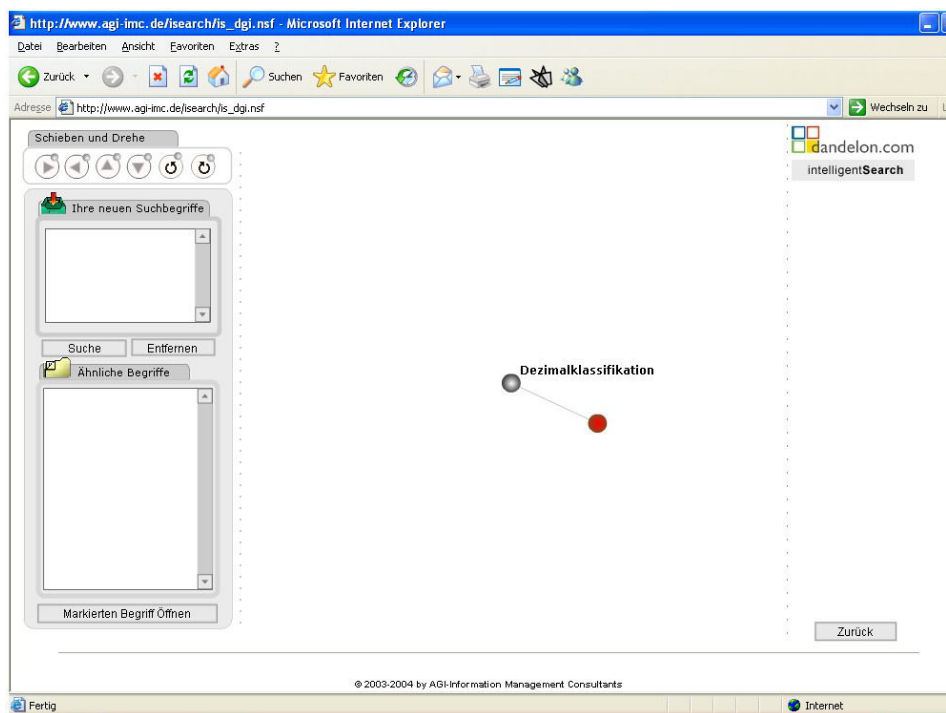 http://www.agi-imc.de/isearch/is_dgi.nsf - Microsoft Internet Explorer
Datei Bearbeiten Ansicht Favoriten Extras ?
Zurück Suchen Favoriten
Adresse http://www.agi-imc.de/isearch/is_dgi.nsf Wechseln zu
Schieben und Drehe
dandelon.com
intelligentSearch
Ihre neuen Suchbegriffe
Suche Entfernen
Ähnliche Begriffe
Dezimalklassifikation
Markierten Begriff Öffnen
Zurück
© 2003-2004 by AGI-Information Management Consultants
Fertig Internet